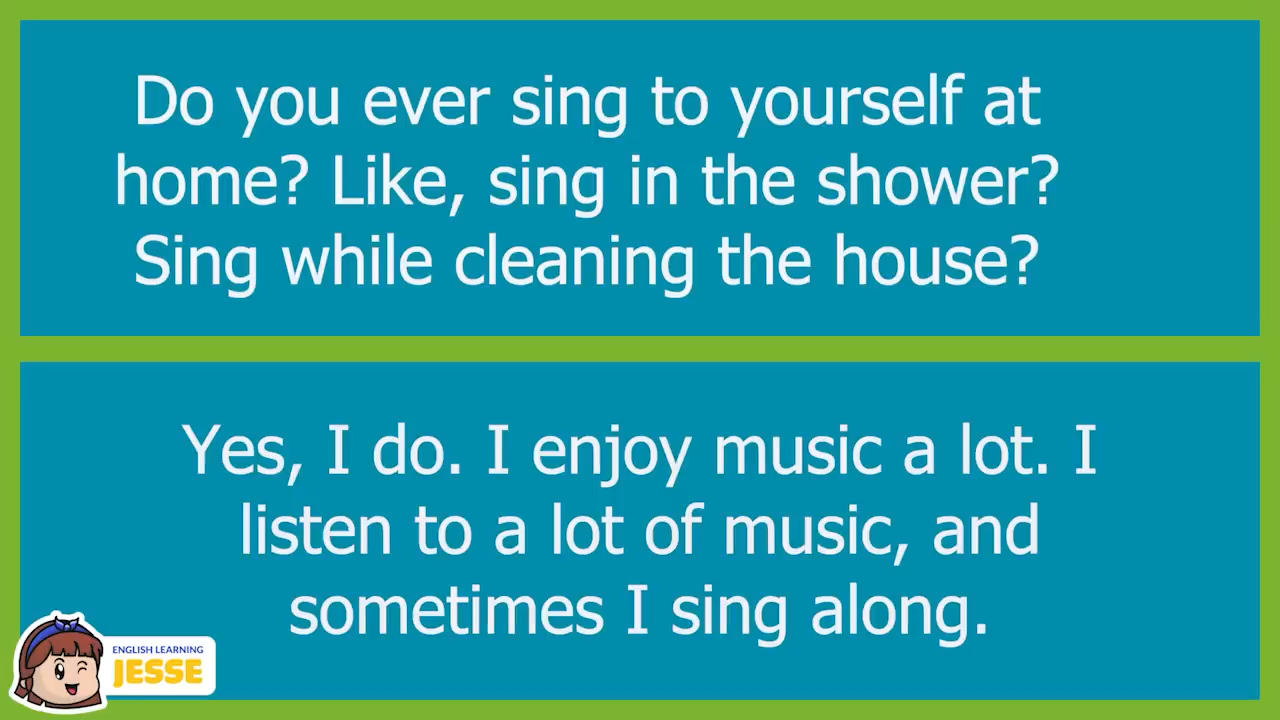 Do you ever sing to yourself at
home? Like, sing in the shower?
Sing while cleaning the house?
Yes, I do. I enjoy music a lot. I
listen to a lot of music, and
sometimes I sing along.
ENGLISH LEARNING
JESSE